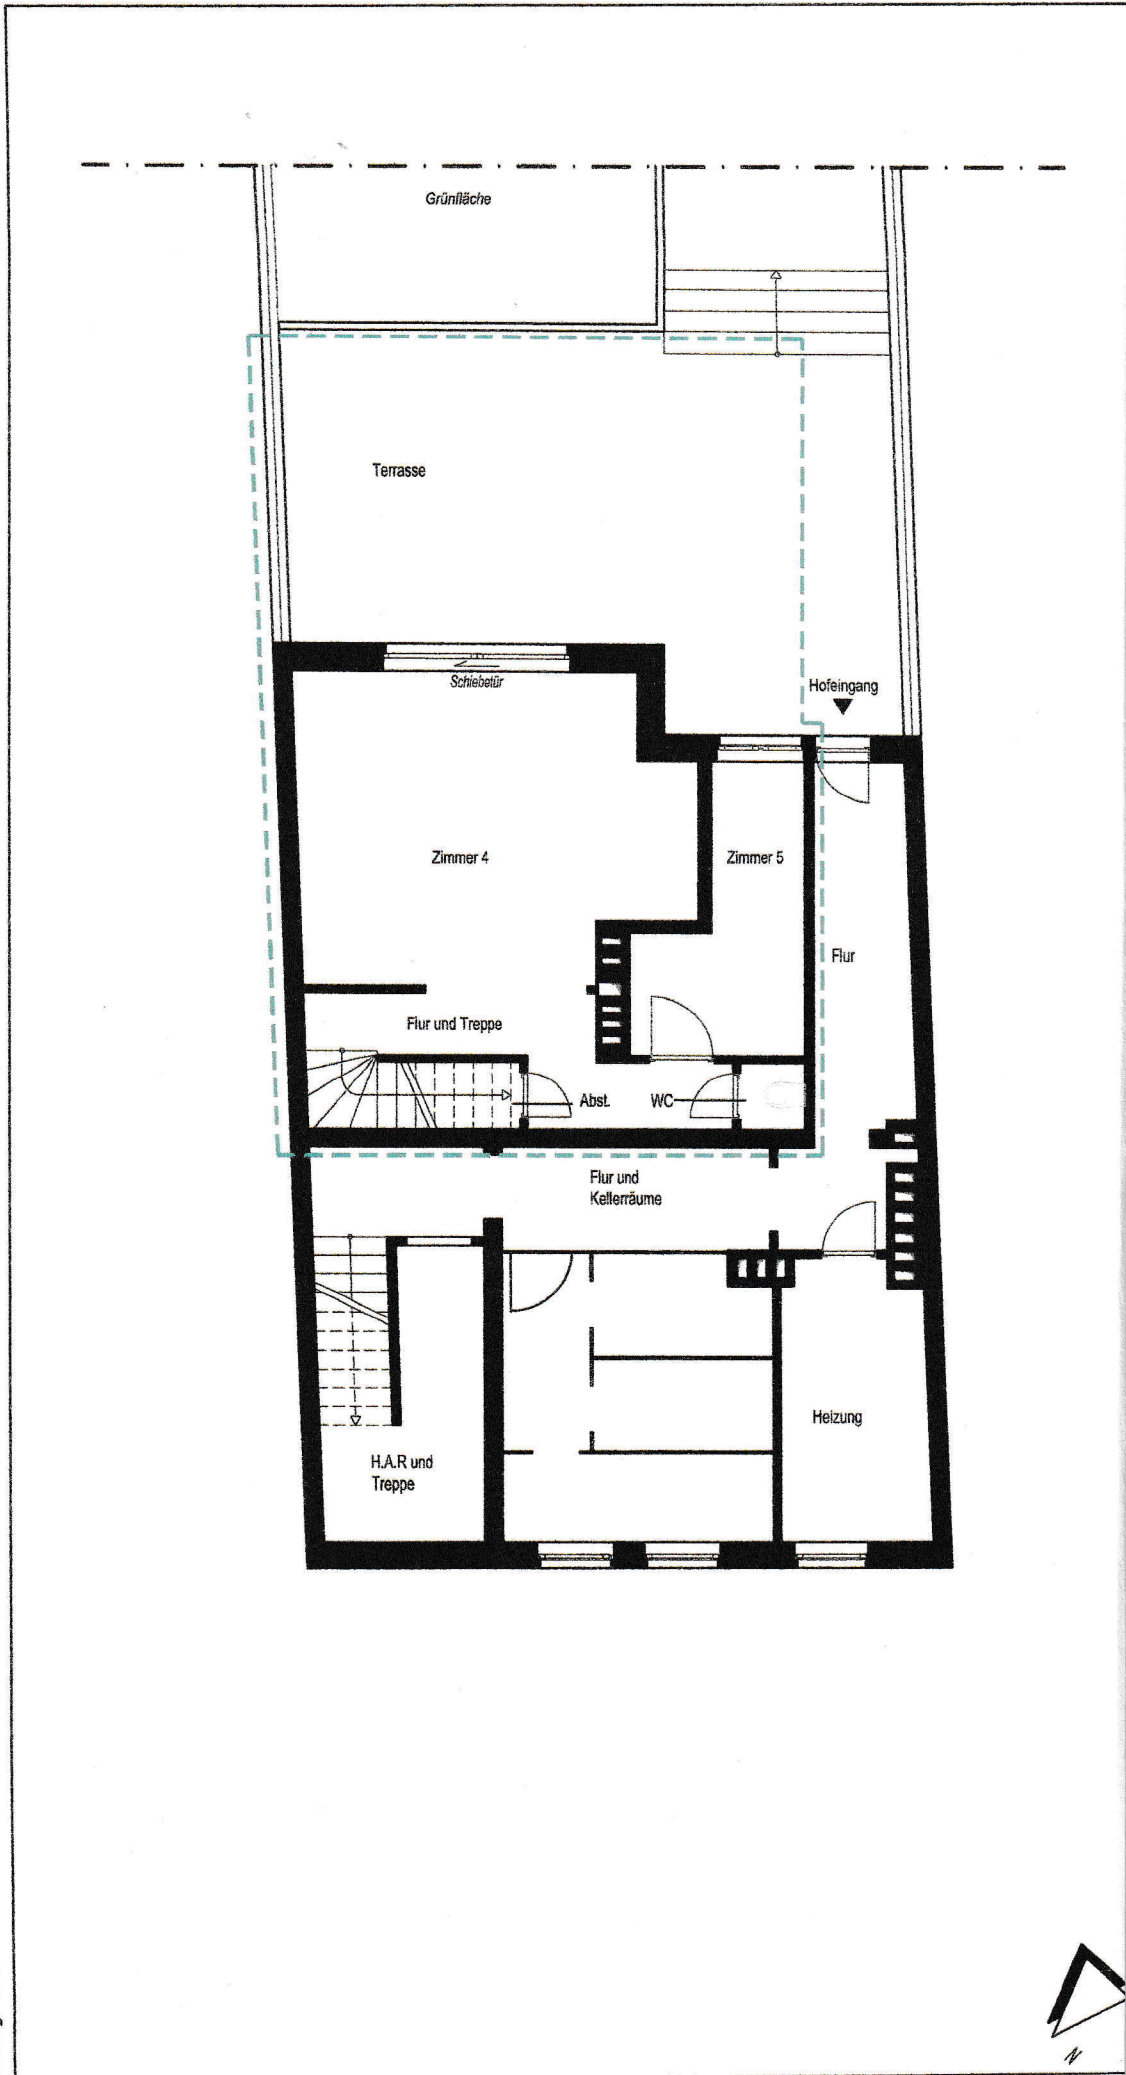 Grünfläche
Terrasse
Schiebetür
Hofeingang
Zimmer 4
Zimmer 5
Flur
Flur und Treppe
Abst.
WC
Flur und
Kellerräume
Heizung
H.A.R und
Treppe
N